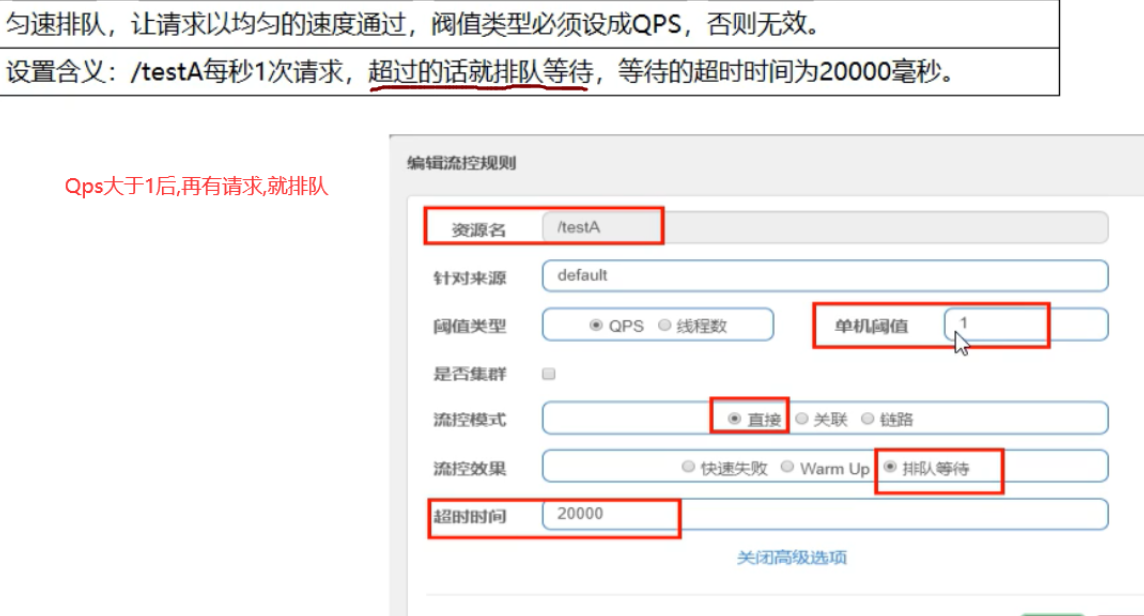 匀速排队，让请求以均匀的速度通过，阀值类型必须设成QPS，否则无效。
设置含义：/testA每秒1次请求，超过的话就排队等待，等待的超时时间为20000毫秒。
编辑流控规则
Qps大于1后,再有请求,就排队
资源名 /testA
针对来源 default
阈值类型 QPS 线程数 单机阈值 1
是否集群
流控模式 直接 关联 链路
流控效果 快速失败 Warm Up 排队等待
超时时间 20000
关闭高级选项